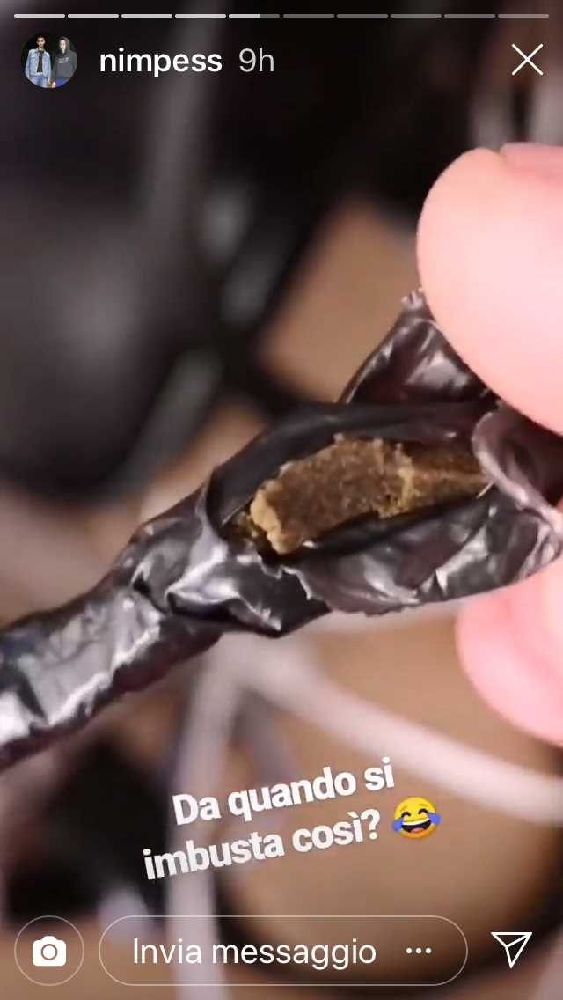 nimpess 9h
Da quando si
imbusta così? 😂
Invia messaggio ...